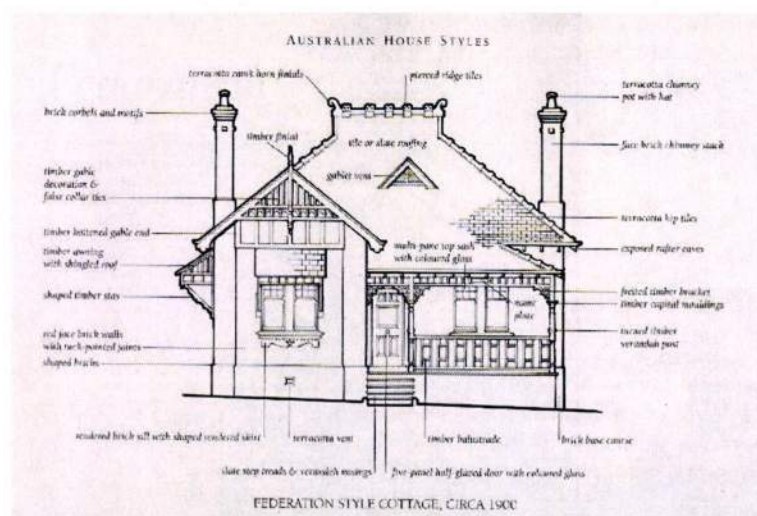 AUSTRALIAN HOUSE STYLES
terracotta ram's horn finials
pierced ridge tiles
terracotta chimney
pot with hat
brick corbels and motifs
timber finial
tile or slate roofing
face brick chimney stack
gablet vent
timber gable
decoration &
false collar ties
terracotta hip tiles
timber battened gable end
multi-pane top sash
with coloured glass
exposed rafter eaves
timber awning
with shingled roof
fretted timber bracket
timber capital mouldings
name
plate
shaped timber stay
turned timber
verandah post
red face brick walls
with tuck-pointed joints
shaped bricks
rendered brick sill with shaped rendered skirt
terracotta vent
timber balustrade
brick base course
slate step treads & verandah nosings
five-panel half-glazed door with coloured glass
FEDERATION STYLE COTTAGE, CIRCA 1900